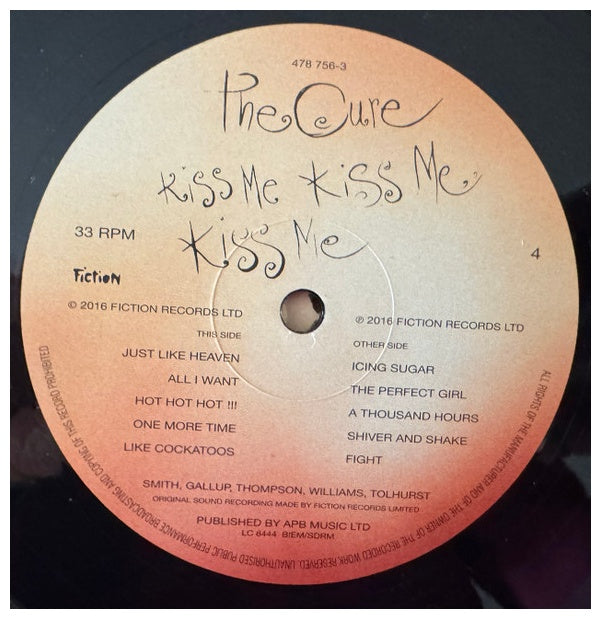 478 756-3
The Cure
Kiss Me Kiss Me
Kiss Me
33 RPM
4
Fiction
© 2016 FICTION RECORDS LTD
℗ 2016 FICTION RECORDS LTD
THIS SIDE
JUST LIKE HEAVEN
ALL I WANT
HOT HOT HOT !!!
ONE MORE TIME
LIKE COCKATOOS
OTHER SIDE
ICING SUGAR
THE PERFECT GIRL
A THOUSAND HOURS
SHIVER AND SHAKE
FIGHT
SMITH, GALLUP, THOMPSON, WILLIAMS, TOLHURST
ORIGINAL SOUND RECORDING MADE BY FICTION RECORDS LIMITED
PUBLISHED BY APB MUSIC LTD
LC 8444 BIEM/SDRM
ALL RIGHTS OF THE MANUFACTURER AND OF THE OWNER OF THE RECORDED WORK RESERVED. UNAUTHORISED PUBLIC PERFORMANCE BROADCASTING AND COPYING OF THIS RECORD PROHIBITED